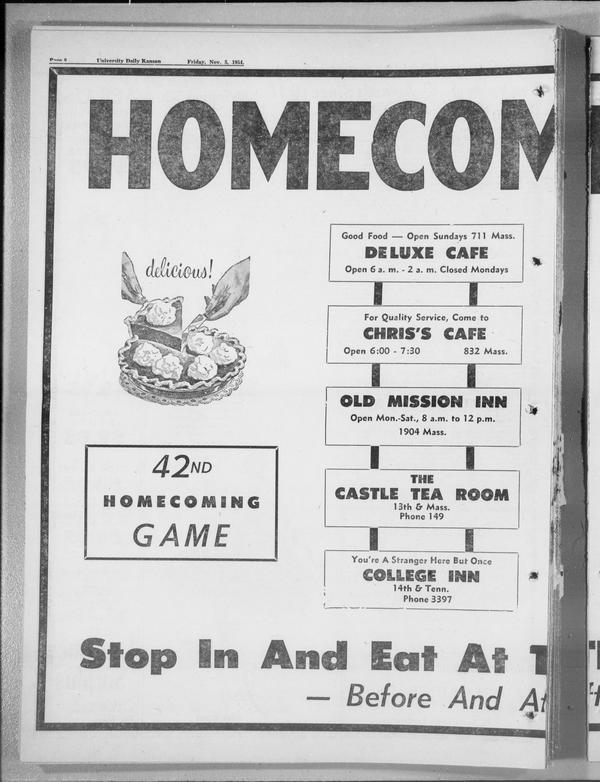 Page 8 University Daily Kansan Friday, Nov. 5, 1954.
HOMECOM
delicious!
Good Food — Open Sundays 711 Mass.
DELUXE CAFE
Open 6 a. m. - 2 a. m. Closed Mondays
For Quality Service, Come to
CHRIS'S CAFE
Open 6:00 - 7:30 832 Mass.
OLD MISSION INN
Open Mon.-Sat., 8 a.m. to 12 p.m.
1904 Mass.
THE
CASTLE TEA ROOM
13th & Mass.
Phone 149
You're A Stranger Here But Once
COLLEGE INN
14th & Tenn.
Phone 3397
42ND
HOMECOMING
GAME
Stop In And Eat At T
— Before And A